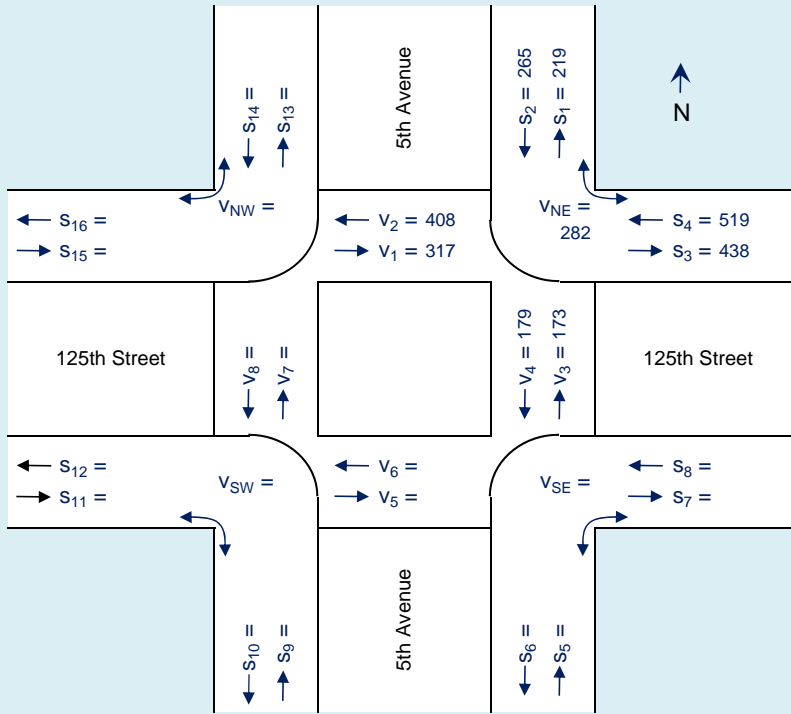 s14 =
s13 =
5th Avenue
s2 = 265
s1 = 219
N
vNW =
vNE =
282
s16 =
s15 =
v2 = 408
v1 = 317
s4 = 519
s3 = 438
125th Street
v8 =
v7 =
v4 = 179
v3 = 173
125th Street
s12 =
s11 =
vSW =
v6 =
v5 =
vSE =
s8 =
s7 =
s10 =
s9 =
5th Avenue
s6 =
s5 =